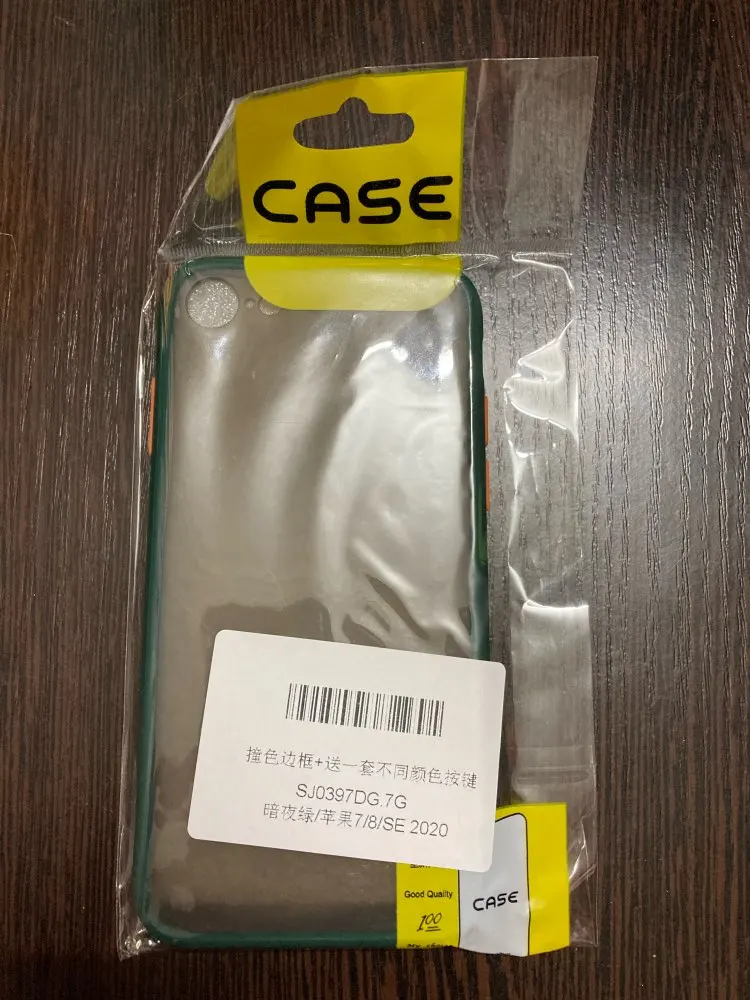 CASE
撞色边框+送一套不同颜色按键
SJ0397DG.7G
暗夜绿/苹果7/8/SE 2020
Good Quality
100
CASE